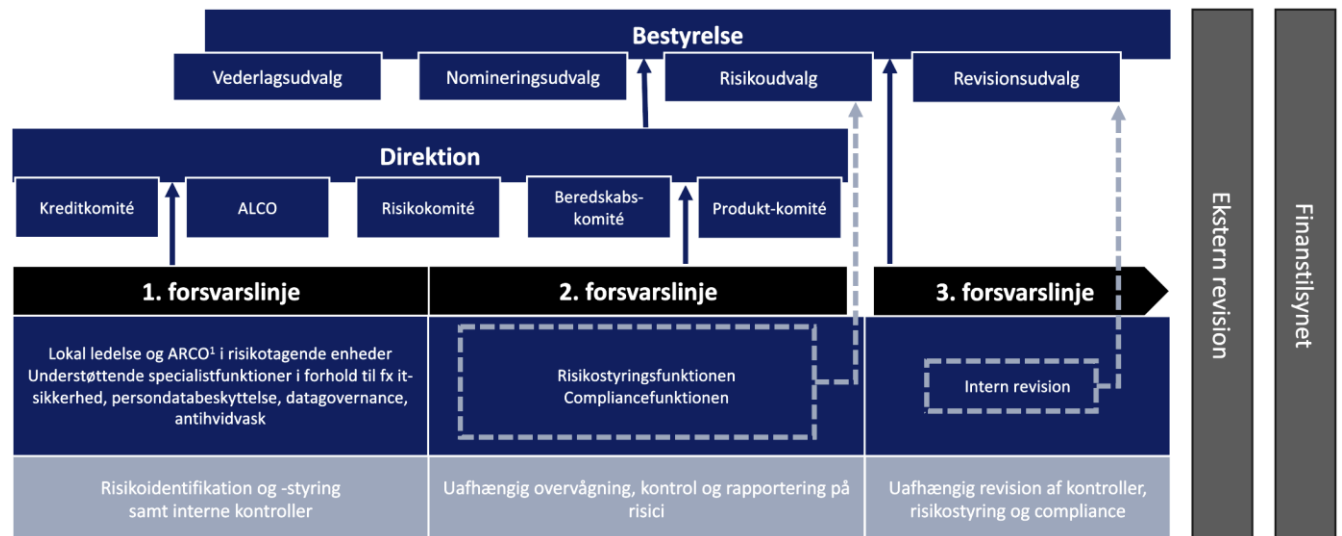 Bestyrelse
Vederlagsudvalg
Nomineringsudvalg
Risikoudvalg
Revisionsudvalg
Direktion
Kreditkomité
ALCO
Risikokomité
Beredskabs-
komité
Produkt-komité
1. forsvarslinje
2. forsvarslinje
3. forsvarslinje
Lokal ledelse og ARCO¹ i risikotagende enheder
Understøttende specialistfunktioner i forhold til fx it-
sikkerhed, persondatabeskyttelse, datagovernance,
antihvidvask
Risikostyringsfunktionen
Compliancefunktionen
Intern revision
Risikoidentifikation og -styring
samt interne kontroller
Uafhængig overvågning, kontrol og rapportering på
risici
Uafhængig revision af kontroller,
risikostyring og compliance
Ekstern revision
Finanstilsynet